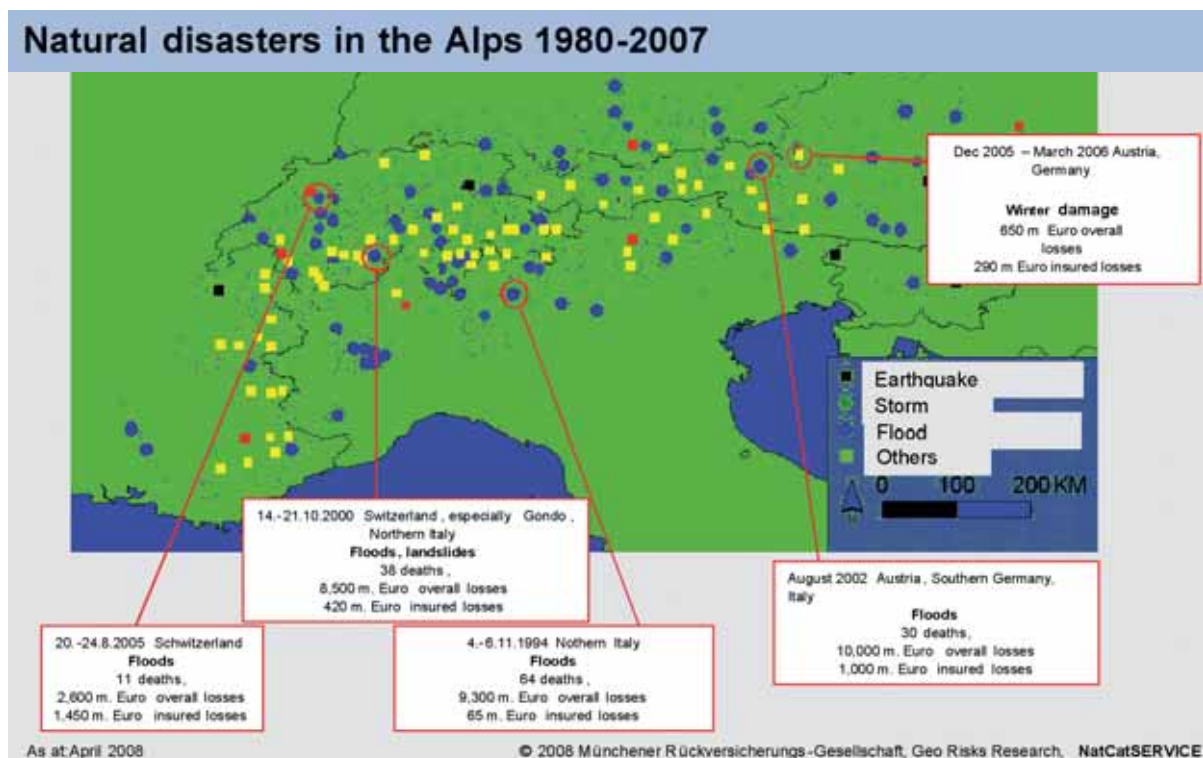 Natural disasters in the Alps 1980-2007
Dec 2005 – March 2006 Austria,
Germany
Winter damage
650 m Euro overall
losses
290 m Euro insured losses
Earthquake
Storm
Flood
Others
0 100 200 KM
14.-21.10.2000 Switzerland, especially Gondo,
Northern Italy
Floods, landslides
38 deaths,
8,500 m. Euro overall losses
420 m. Euro insured losses
August 2002 Austria, Southern Germany,
Italy
Floods
30 deaths,
10,000 m. Euro overall losses
1,000 m. Euro insured losses
20.-24.8.2005 Schwitzerland
Floods
11 deaths,
2,600 m. Euro overall losses
1,450 m. Euro insured losses
4.-6.11.1994 Nothern Italy
Floods
64 deaths,
9,300 m. Euro overall losses
65 m. Euro insured losses
As at: April 2008
© 2008 Münchener Rückversicherungs-Gesellschaft, Geo Risks Research, NatCatSERVICE